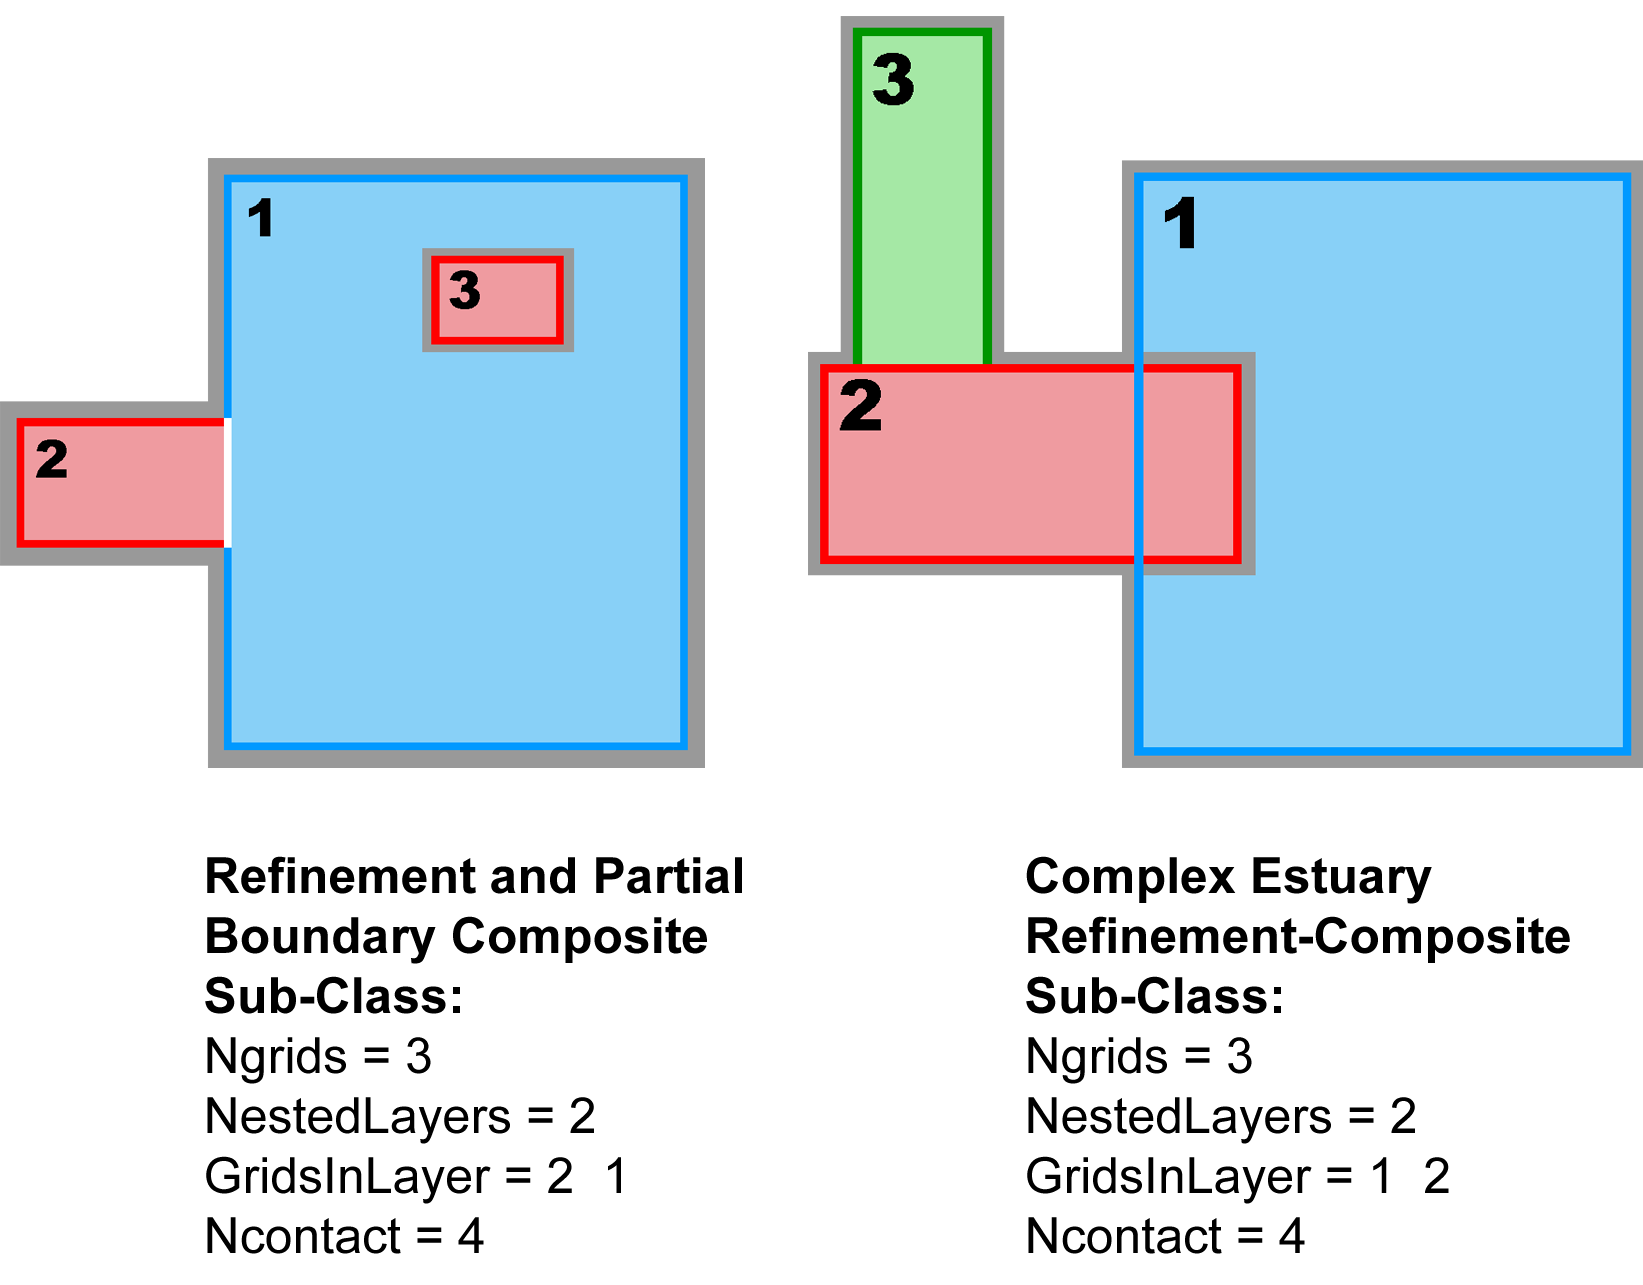 1
3
2
3
1
2
Refinement and Partial
Boundary Composite
Sub-Class:
Ngrids = 3
NestedLayers = 2
GridsInLayer = 2 1
Ncontact = 4
Complex Estuary
Refinement-Composite
Sub-Class:
Ngrids = 3
NestedLayers = 2
GridsInLayer = 1 2
Ncontact = 4